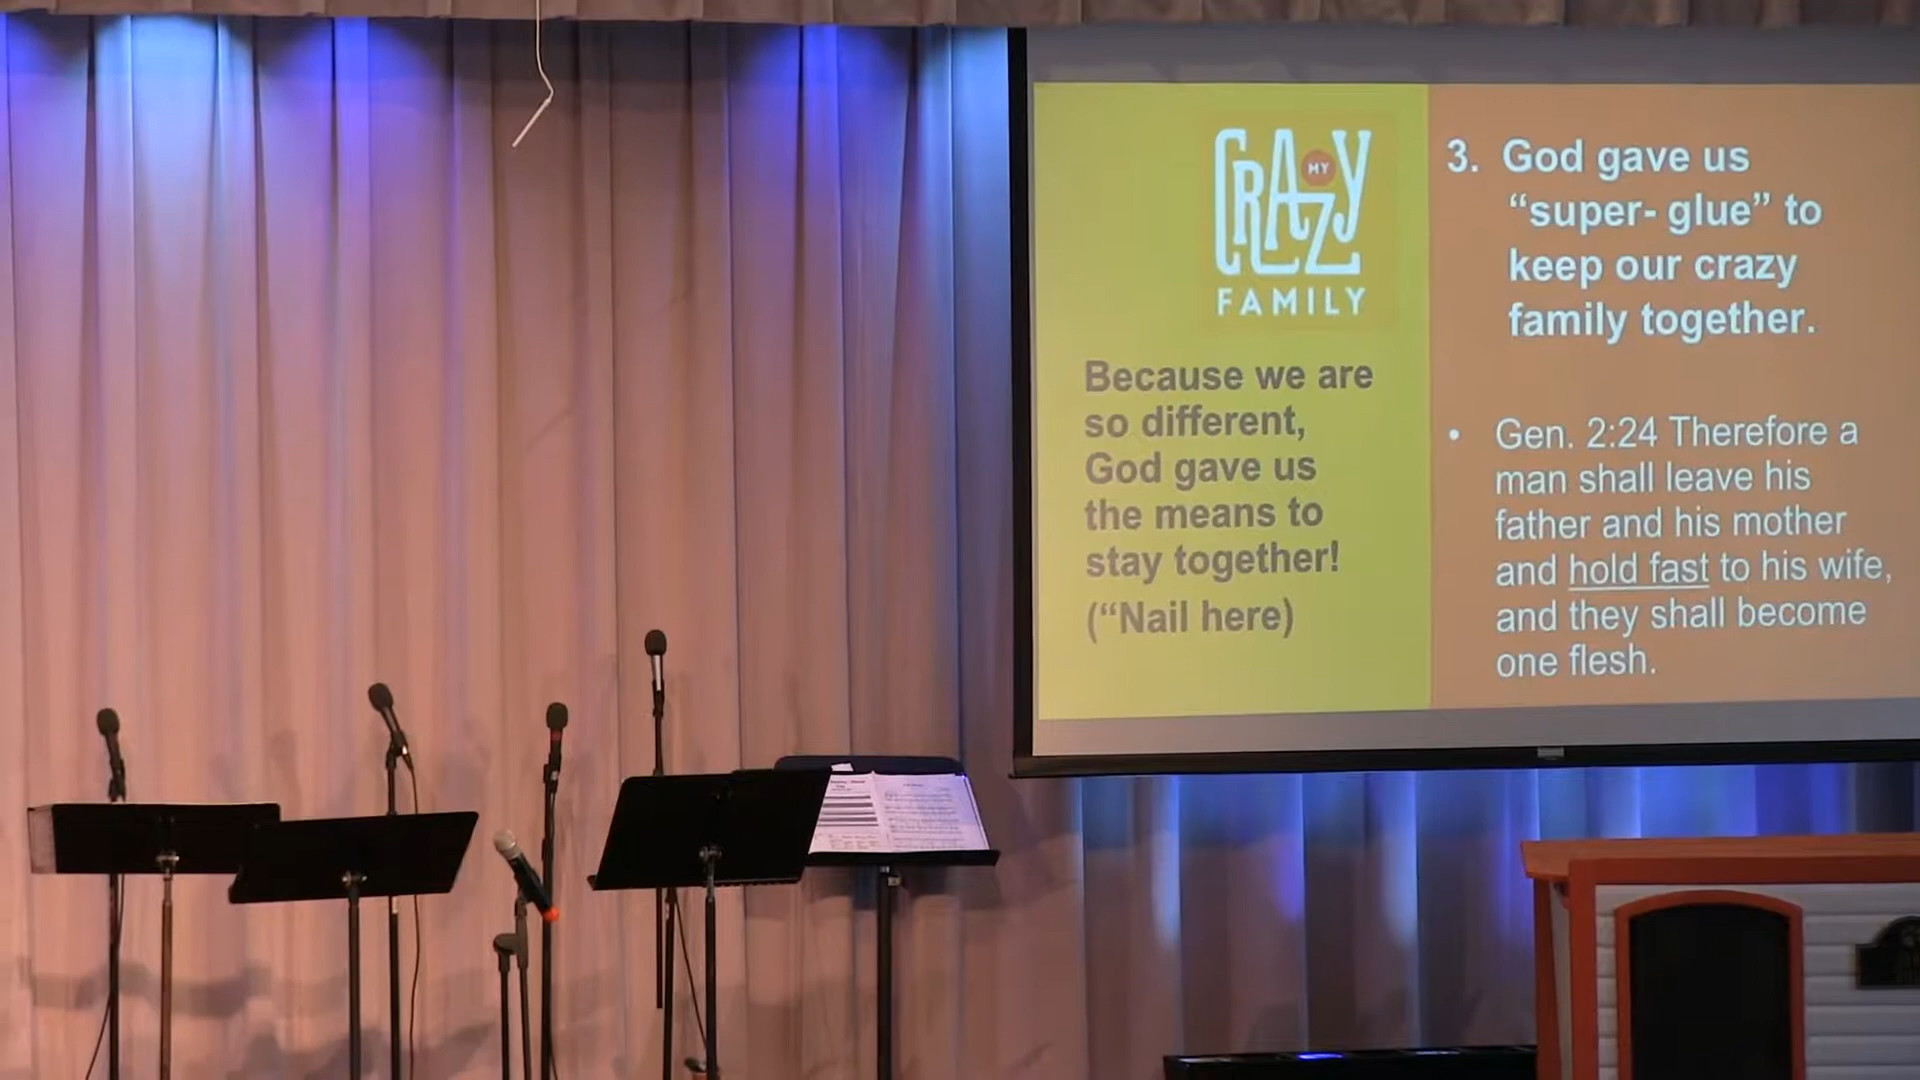 CRAZY
MY
FAMILY
Because we are
so different,
God gave us
the means to
stay together!
(“Nail here)
3. God gave us
“super- glue” to
keep our crazy
family together.
• Gen. 2:24 Therefore a
man shall leave his
father and his mother
and hold fast to his wife,
and they shall become
one flesh.